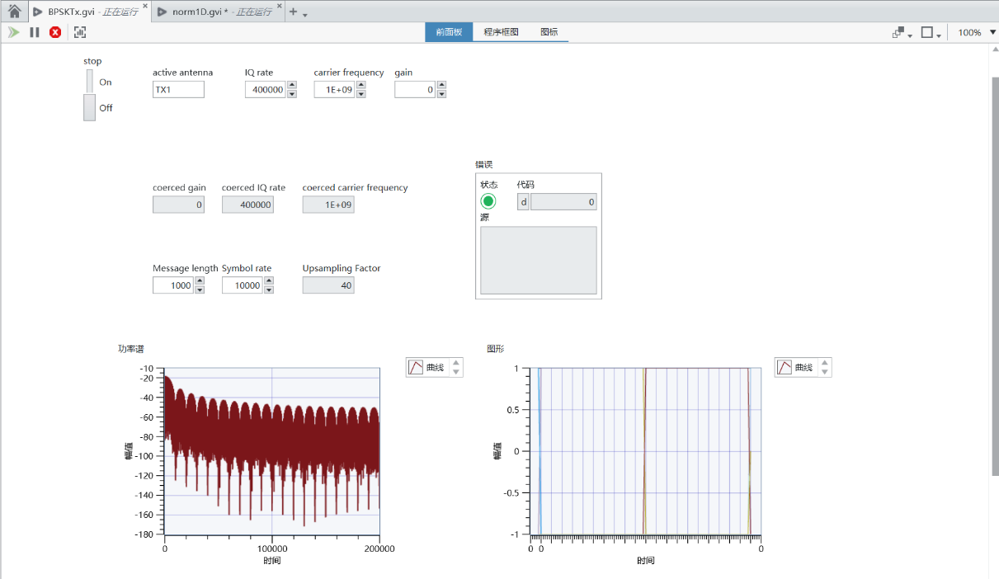 BPSKTx.gvi - 正在运行 norm1D.gvi * - 正在运行
前面板 程序框图 图标 100%
stop
On
Off
active antenna IQ rate carrier frequency gain
TX1 400000 1E+09 0
错误
状态 代码
d 0
源
coerced gain coerced IQ rate coerced carrier frequency
0 400000 1E+09
Message length Symbol rate Upsampling Factor
1000 10000 40
功率谱
曲线
-10
-20
-40
-60
-80
-100
-120
-140
-160
-180
幅值
0 100000 200000
时间
图形
曲线
1
0.5
0
-0.5
-1
幅值
0 0 0
时间